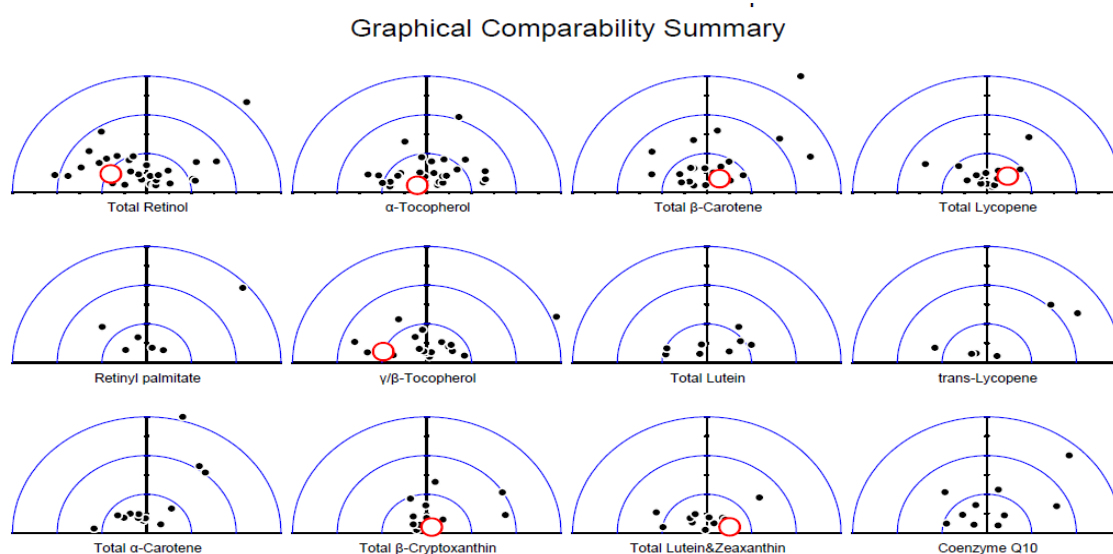 Graphical Comparability Summary
Total Retinol
α-Tocopherol
Total β-Carotene
Total Lycopene
Retinyl palmitate
γ/β-Tocopherol
Total Lutein
trans-Lycopene
Total α-Carotene
Total β-Cryptoxanthin
Total Lutein&Zeaxanthin
Coenzyme Q10